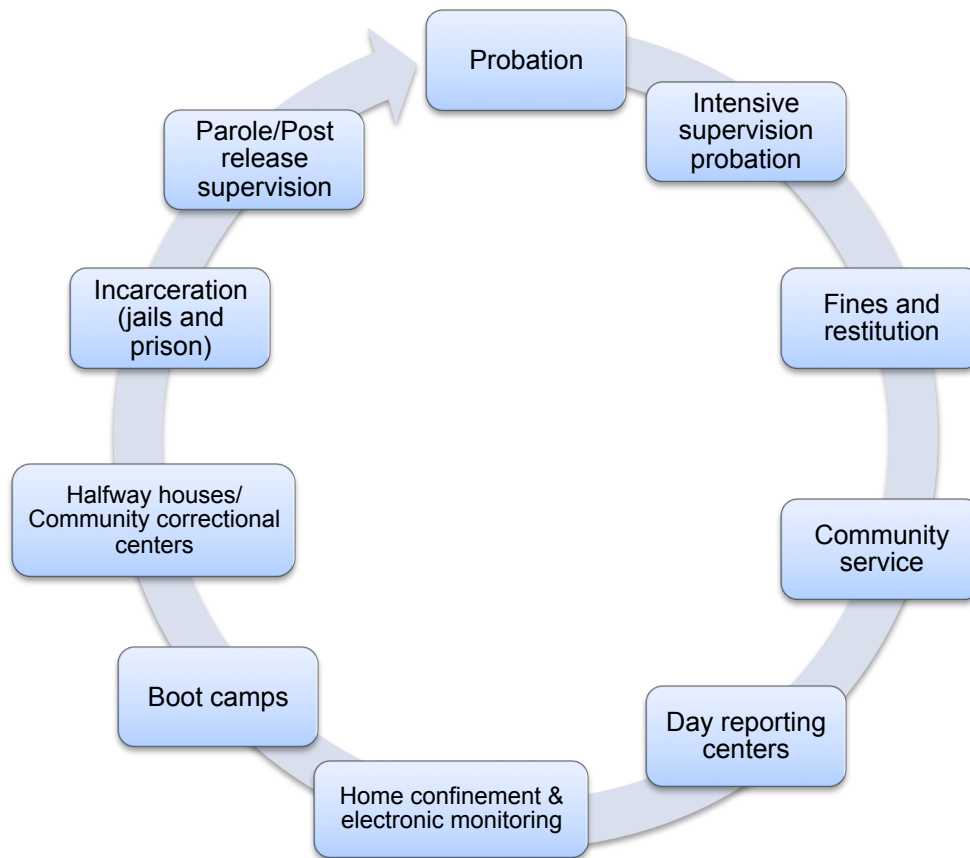 Probation
Intensive
supervision
probation
Fines and
restitution
Community
service
Day reporting
centers
Home confinement &
electronic monitoring
Boot camps
Halfway houses/
Community correctional
centers
Incarceration
(jails and
prison)
Parole/Post
release
supervision